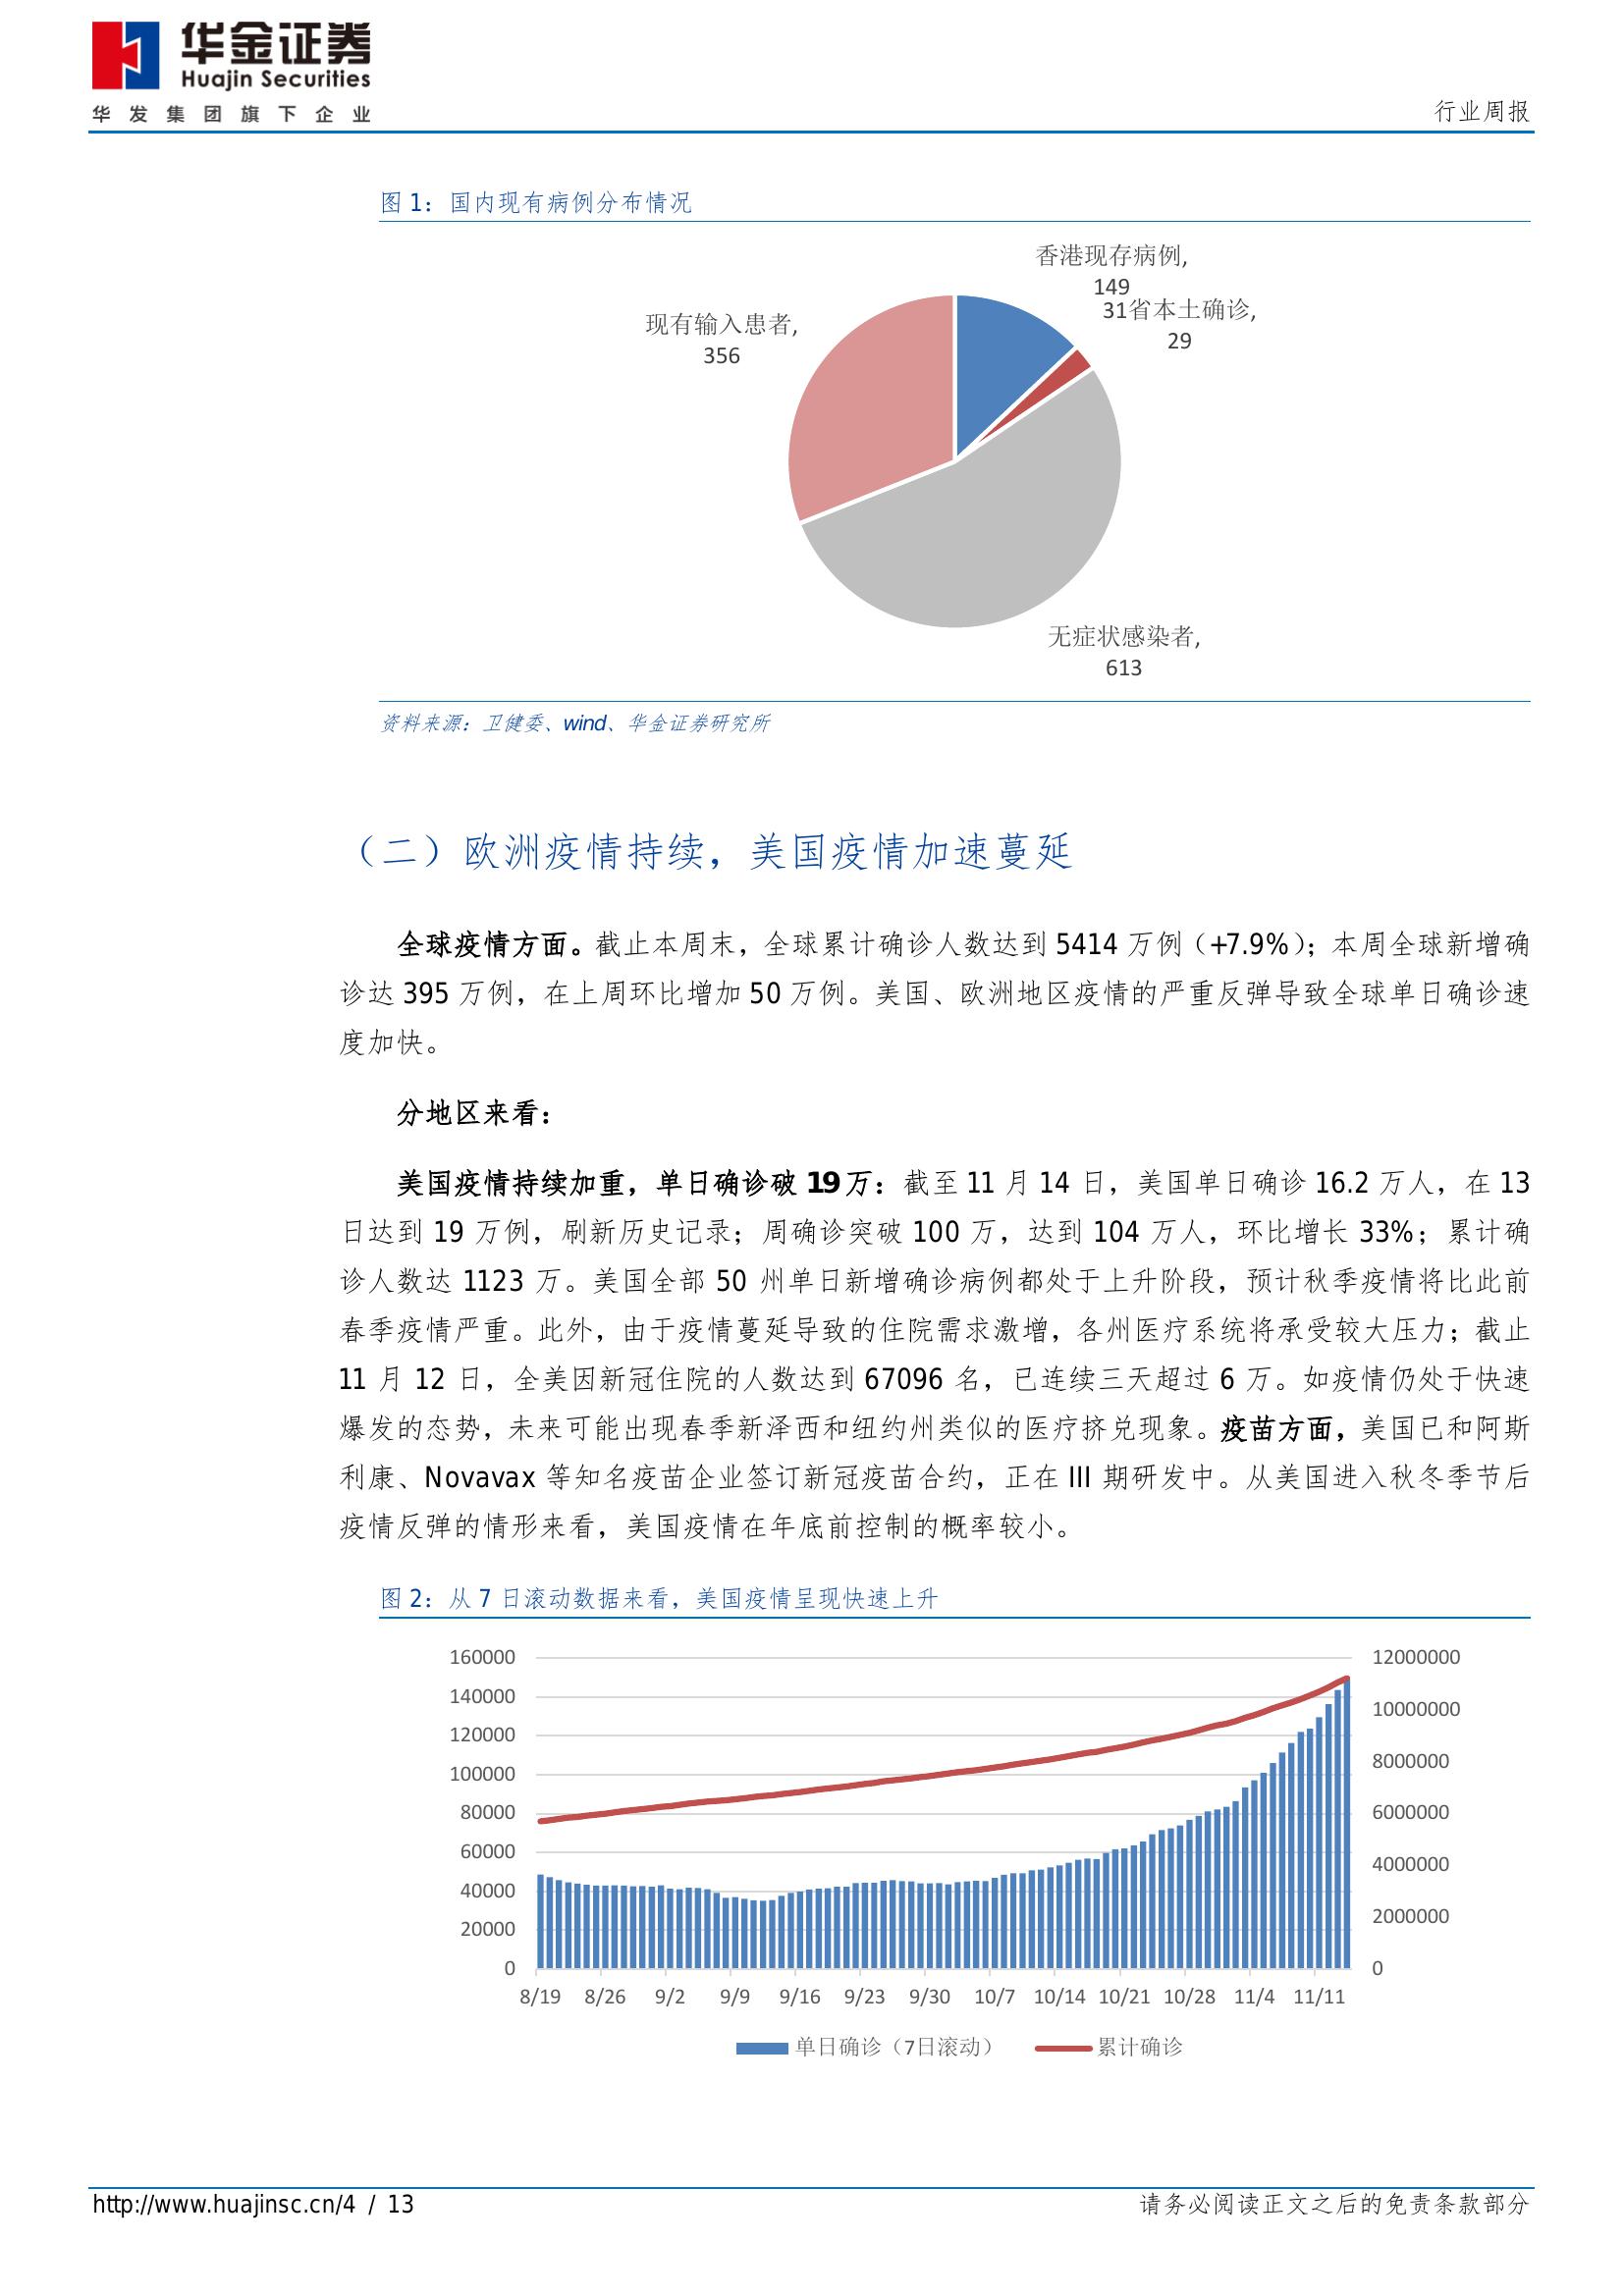 华金证券
Huajin Securities
华发集团旗下企业
行业周报
图 1：国内现有病例分布情况
香港现存病例,
149
31省本土确诊,
29
现有输入患者,
356
无症状感染者,
613
资料来源：卫健委、wind、华金证券研究所
（二）欧洲疫情持续，美国疫情加速蔓延
全球疫情方面。截止本周末，全球累计确诊人数达到 5414 万例（+7.9%）；本周全球新增确
诊达 395 万例，在上周环比增加 50 万例。美国、欧洲地区疫情的严重反弹导致全球单日确诊速
度加快。
分地区来看：
美国疫情持续加重，单日确诊破 19 万：截至 11 月 14 日，美国单日确诊 16.2 万人，在 13
日达到 19 万例，刷新历史记录；周确诊突破 100 万，达到 104 万人，环比增长 33%；累计确
诊人数达 1123 万。美国全部 50 州单日新增确诊病例都处于上升阶段，预计秋季疫情将比此前
春季疫情严重。此外，由于疫情蔓延导致的住院需求激增，各州医疗系统将承受较大压力；截止
11 月 12 日，全美因新冠住院的人数达到 67096 名，已连续三天超过 6 万。如疫情仍处于快速
爆发的态势，未来可能出现春季新泽西和纽约州类似的医疗挤兑现象。疫苗方面，美国已和阿斯
利康、Novavax 等知名疫苗企业签订新冠疫苗合约，正在 III 期研发中。从美国进入秋冬季节后
疫情反弹的情形来看，美国疫情在年底前控制的概率较小。
图 2：从 7 日滚动数据来看，美国疫情呈现快速上升
160000
140000
120000
100000
80000
60000
40000
20000
0
12000000
10000000
8000000
6000000
4000000
2000000
0
8/19 8/26 9/2 9/9 9/16 9/23 9/30 10/7 10/14 10/21 10/28 11/4 11/11
单日确诊（7日滚动） 累计确诊
http://www.huajinsc.cn/4 / 13
请务必阅读正文之后的免责条款部分